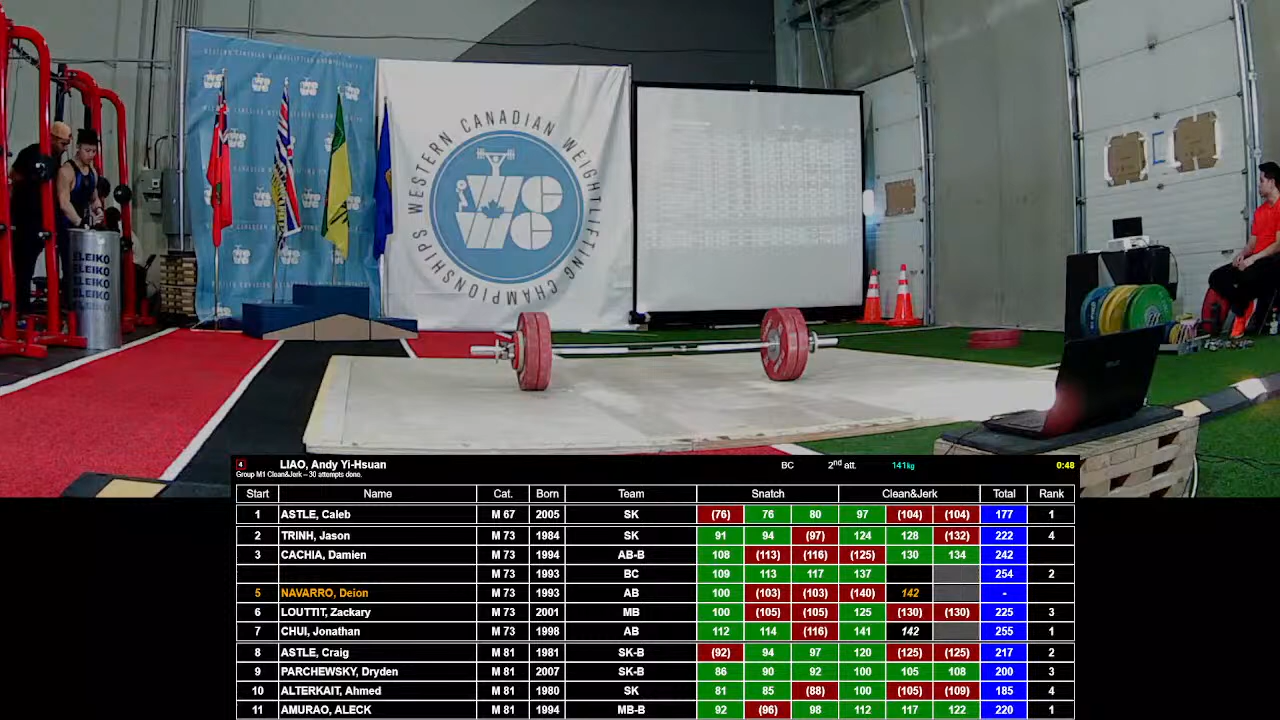 WESTERN CANADIAN WEIGHTLIFTING CHAMPIONSHIPS
WC
WC
ELEIKO
ELEIKO
ELEIKO
ELEIKO
4 LIAO, Andy Yi-Hsuan BC 2nd att. 141kg 0:48
Group M1 Clean&Jerk – 30 attempts done.
Start Name Cat. Born Team Snatch Clean&Jerk Total Rank
1 ASTLE, Caleb M 67 2005 SK (76) 76 80 97 (104) (104) 177 1
2 TRINH, Jason M 73 1984 SK 91 94 (97) 124 128 (132) 222 4
3 CACHIA, Damien M 73 1994 AB-B 108 (113) (116) (125) 130 134 242
M 73 1993 BC 109 113 117 137 254 2
5 NAVARRO, Deion M 73 1993 AB 100 (103) (103) (140) 142 -
6 LOUTTIT, Zackary M 73 2001 MB 100 (105) (105) 125 (130) (130) 225 3
7 CHUI, Jonathan M 73 1998 AB 112 114 (116) 141 142 255 1
8 ASTLE, Craig M 81 1981 SK-B (92) 94 97 120 (125) (125) 217 2
9 PARCHEWSKY, Dryden M 81 2007 SK-B 86 90 92 100 105 108 200 3
10 ALTERKAIT, Ahmed M 81 1980 SK 81 85 (88) 100 (105) (109) 185 4
11 AMURAO, ALECK M 81 1994 MB-B 92 (96) 98 112 117 122 220 1